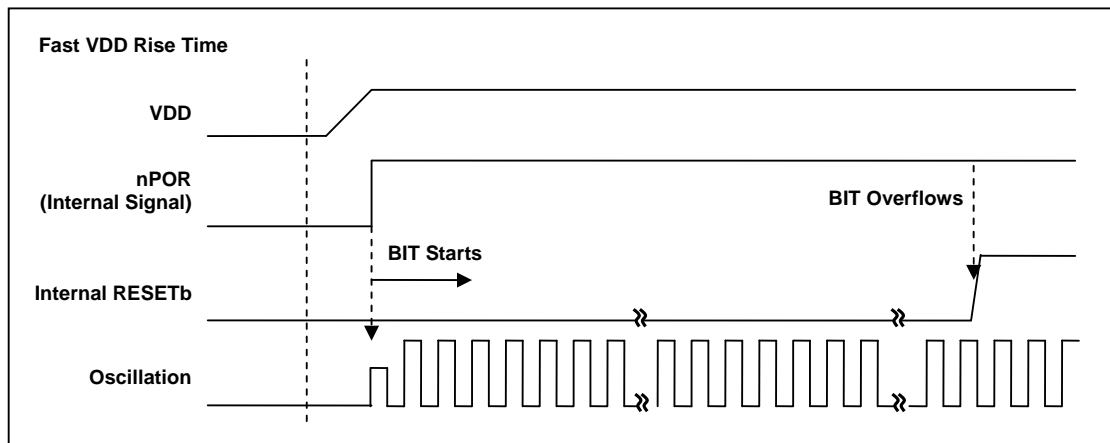 Fast VDD Rise Time
VDD
nPOR
(Internal Signal)
BIT Overflows
BIT Starts
Internal RESETb
Oscillation